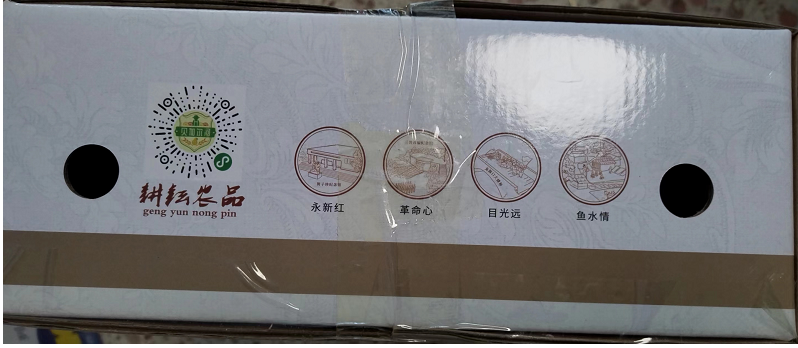 耕耘农品
geng yun nong pin
永新红
革命心
目光远
鱼水情